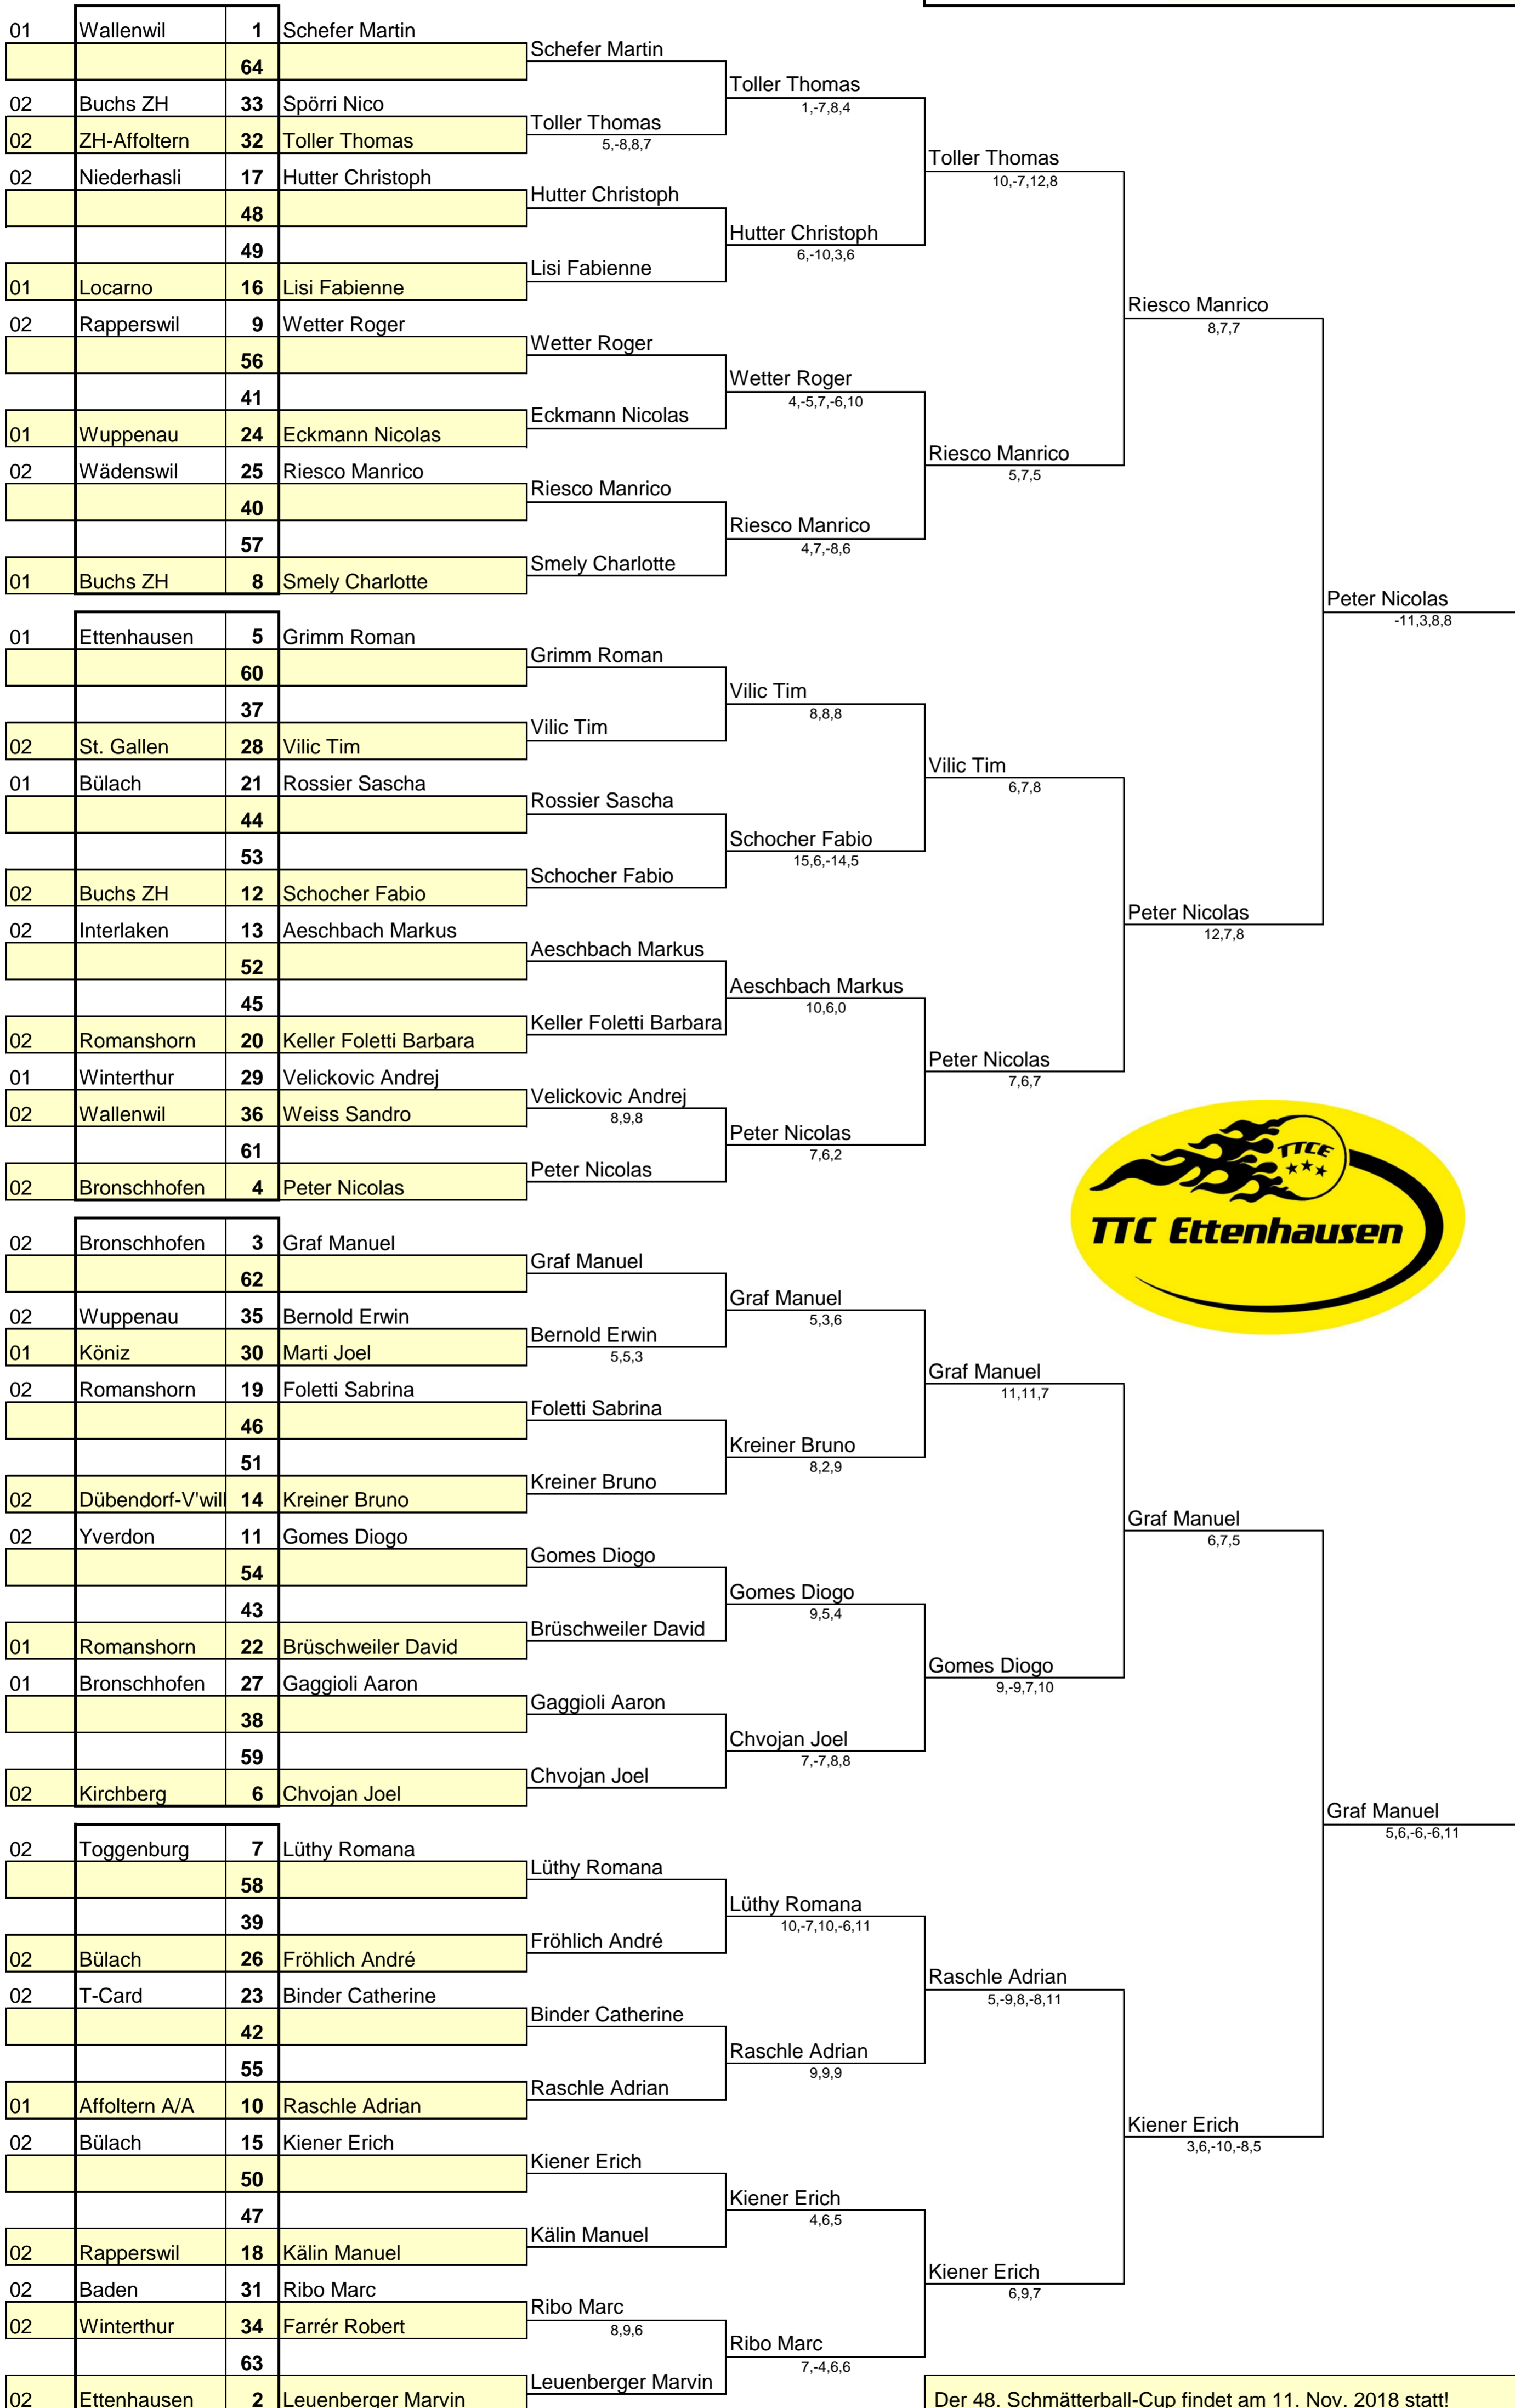 01 Wallenwil 1 Schefer Martin
Schefer Martin
64
Toller Thomas
1,-7,8,4
02 Buchs ZH 33 Spörri Nico
Toller Thomas
5,-8,8,7
02 ZH-Affoltern 32 Toller Thomas
Toller Thomas
10,-7,12,8
02 Niederhasli 17 Hutter Christoph
Hutter Christoph
48
Hutter Christoph
6,-10,3,6
49
Lisi Fabienne
01 Locarno 16 Lisi Fabienne
Riesco Manrico
8,7,7
02 Rapperswil 9 Wetter Roger
Wetter Roger
56
Wetter Roger
4,-5,7,-6,10
41
Eckmann Nicolas
01 Wuppenau 24 Eckmann Nicolas
Riesco Manrico
5,7,5
02 Wädenswil 25 Riesco Manrico
Riesco Manrico
40
Riesco Manrico
4,7,-8,6
57
Smely Charlotte
01 Buchs ZH 8 Smely Charlotte
Peter Nicolas
-11,3,8,8
01 Ettenhausen 5 Grimm Roman
Grimm Roman
60
Vilic Tim
8,8,8
37
Vilic Tim
02 St. Gallen 28 Vilic Tim
Vilic Tim
6,7,8
01 Bülach 21 Rossier Sascha
Rossier Sascha
44
Schocher Fabio
15,6,-14,5
53
Schocher Fabio
02 Buchs ZH 12 Schocher Fabio
Peter Nicolas
12,7,8
02 Interlaken 13 Aeschbach Markus
Aeschbach Markus
52
Aeschbach Markus
10,6,0
45
Keller Foletti Barbara
02 Romanshorn 20 Keller Foletti Barbara
Peter Nicolas
7,6,7
01 Winterthur 29 Velickovic Andrej
Velickovic Andrej
8,9,8
02 Wallenwil 36 Weiss Sandro
Peter Nicolas
7,6,2
61
Peter Nicolas
02 Bronschhofen 4 Peter Nicolas
TTCE
TTC Ettenhausen
02 Bronschhofen 3 Graf Manuel
Graf Manuel
62
Graf Manuel
5,3,6
02 Wuppenau 35 Bernold Erwin
Bernold Erwin
5,5,3
01 Köniz 30 Marti Joel
Graf Manuel
11,11,7
02 Romanshorn 19 Foletti Sabrina
Foletti Sabrina
46
Kreiner Bruno
8,2,9
51
Kreiner Bruno
02 Dübendorf-V'wil 14 Kreiner Bruno
Graf Manuel
6,7,5
02 Yverdon 11 Gomes Diogo
Gomes Diogo
54
Gomes Diogo
9,5,4
43
Brüschweiler David
01 Romanshorn 22 Brüschweiler David
Gomes Diogo
9,-9,7,10
01 Bronschhofen 27 Gaggioli Aaron
Gaggioli Aaron
38
Chvojan Joel
7,-7,8,8
59
Chvojan Joel
02 Kirchberg 6 Chvojan Joel
Graf Manuel
5,6,-6,-6,11
02 Toggenburg 7 Lüthy Romana
Lüthy Romana
58
Lüthy Romana
10,-7,10,-6,11
39
Fröhlich André
02 Bülach 26 Fröhlich André
Raschle Adrian
5,-9,8,-8,11
02 T-Card 23 Binder Catherine
Binder Catherine
42
Raschle Adrian
9,9,9
55
Raschle Adrian
01 Affoltern A/A 10 Raschle Adrian
Kiener Erich
3,6,-10,-8,5
02 Bülach 15 Kiener Erich
Kiener Erich
50
Kiener Erich
4,6,5
47
Kälin Manuel
02 Rapperswil 18 Kälin Manuel
Kiener Erich
6,9,7
02 Baden 31 Ribo Marc
Ribo Marc
8,9,6
02 Winterthur 34 Farrér Robert
Ribo Marc
7,-4,6,6
63
Leuenberger Marvin
02 Ettenhausen 2 Leuenberger Marvin
Der 48. Schmätterball-Cup findet am 11. Nov. 2018 statt!